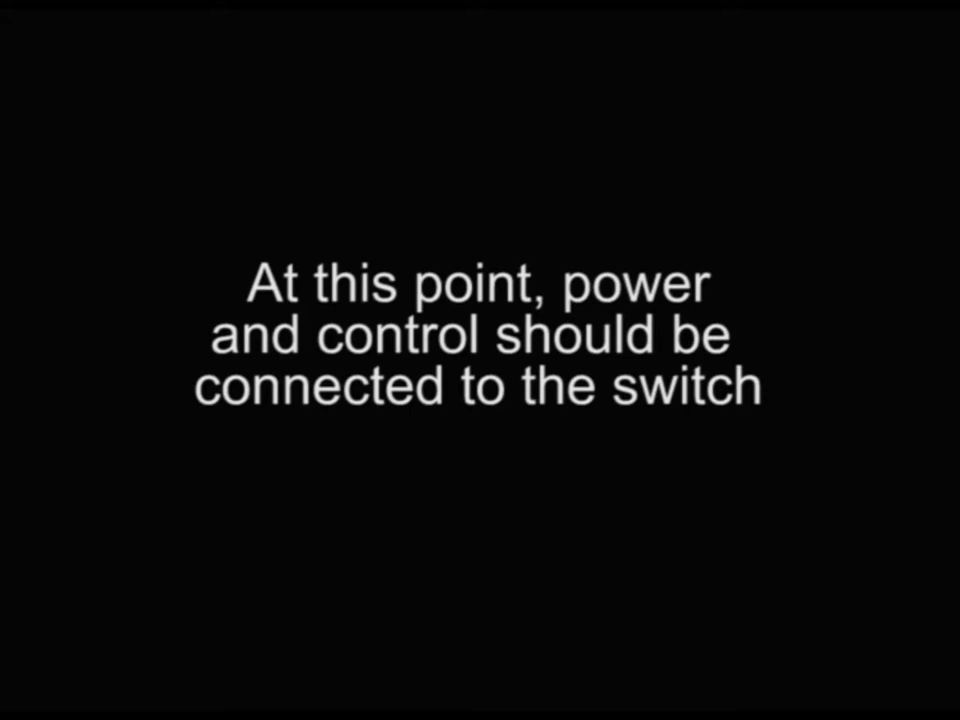 At this point, power
and control should be
connected to the switch